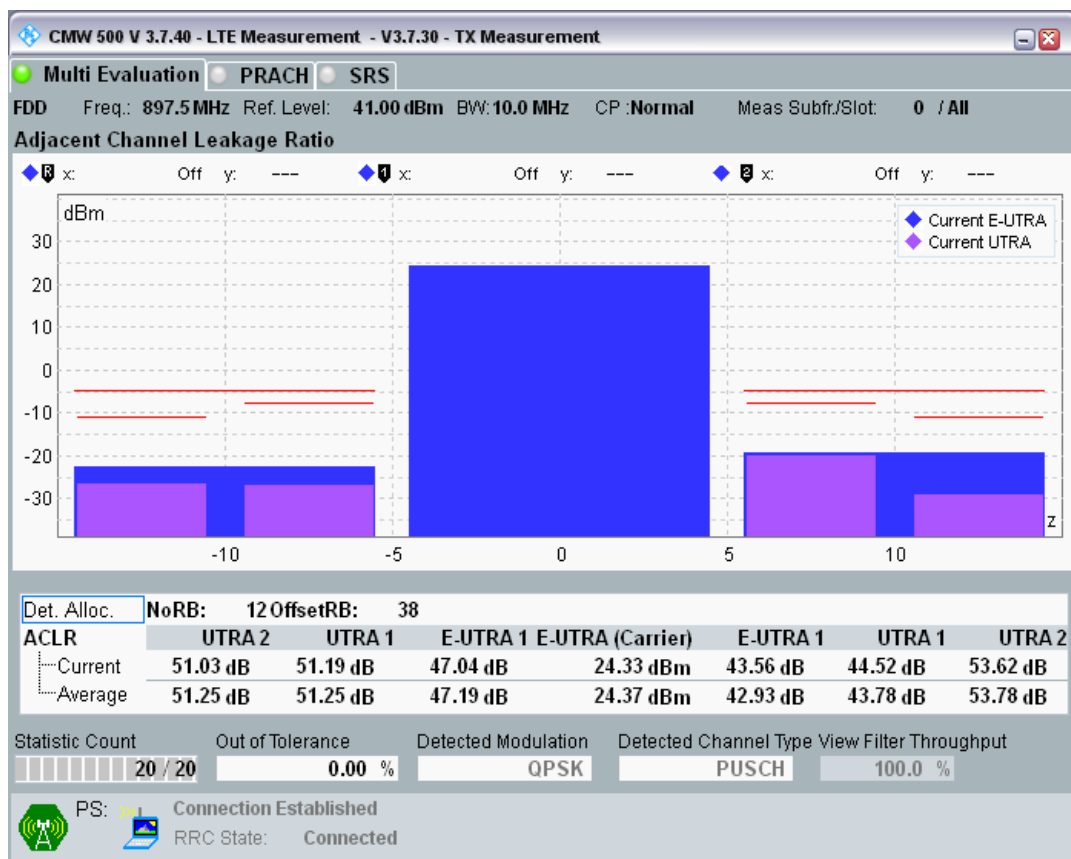 CMW 500 V 3.7.40 - LTE Measurement - V3.7.30 - TX Measurement
Multi Evaluation PRACH SRS
FDD Freq.: 897.5 MHz Ref. Level: 41.00 dBm BW: 10.0 MHz CP :Normal Meas Subfr./Slot: 0 / All
Adjacent Channel Leakage Ratio
R x: Off y: --- 1 x: Off y: --- 2 x: Off y: ---
dBm
Current E-UTRA
Current UTRA
30
20
10
0
-10
-20
-30
z
-10 -5 0 5 10
Det. Alloc. NoRB: 12 OffsetRB: 38
ACLR UTRA 2 UTRA 1 E-UTRA 1 E-UTRA (Carrier) E-UTRA 1 UTRA 1 UTRA 2
Current 51.03 dB 51.19 dB 47.04 dB 24.33 dBm 43.56 dB 44.52 dB 53.62 dB
Average 51.25 dB 51.25 dB 47.19 dB 24.37 dBm 42.93 dB 43.78 dB 53.78 dB
Statistic Count Out of Tolerance Detected Modulation Detected Channel Type View Filter Throughput
20 / 20 0.00 % QPSK PUSCH 100.0 %
PS: Connection Established
RRC State: Connected